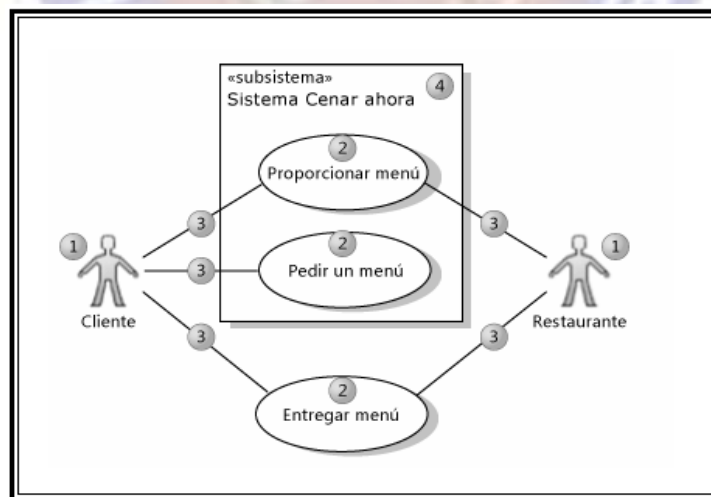 «subsistema»
Sistema Cenar ahora
4
2
Proporcionar menú
3
3
1
1
2
3
Pedir un menú
Cliente
Restaurante
3
3
2
Entregar menú